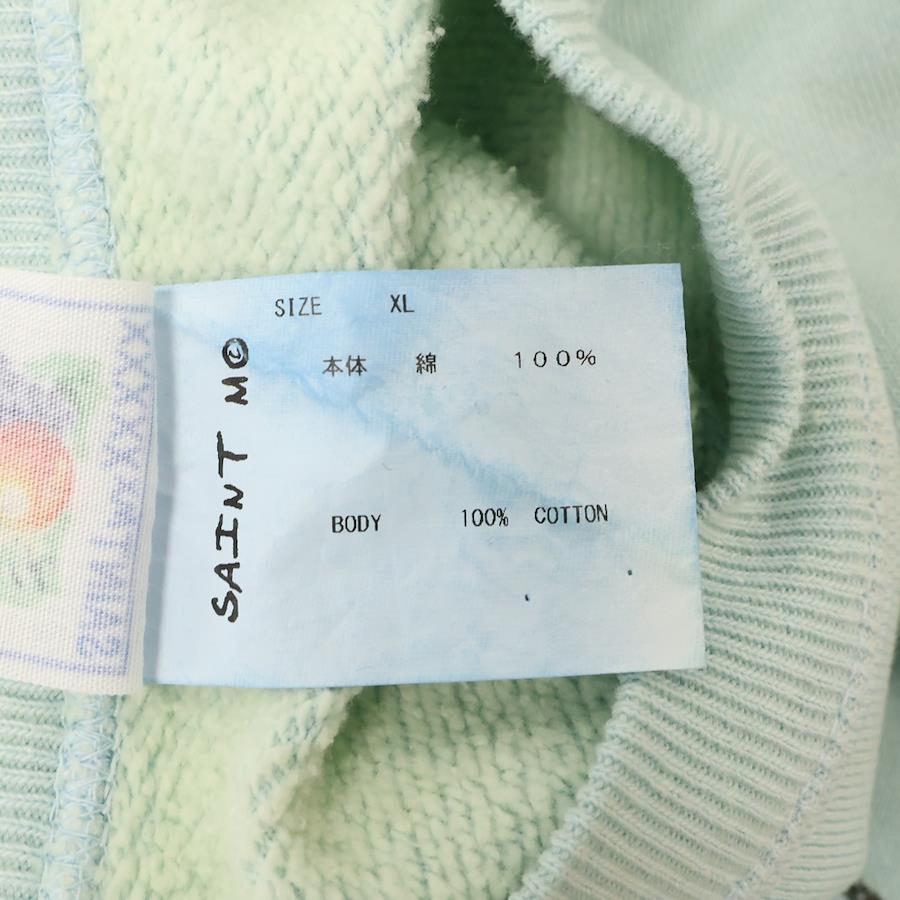 SIZE XL
本体 綿 100%
BODY 100% COTTON
SAINT M©